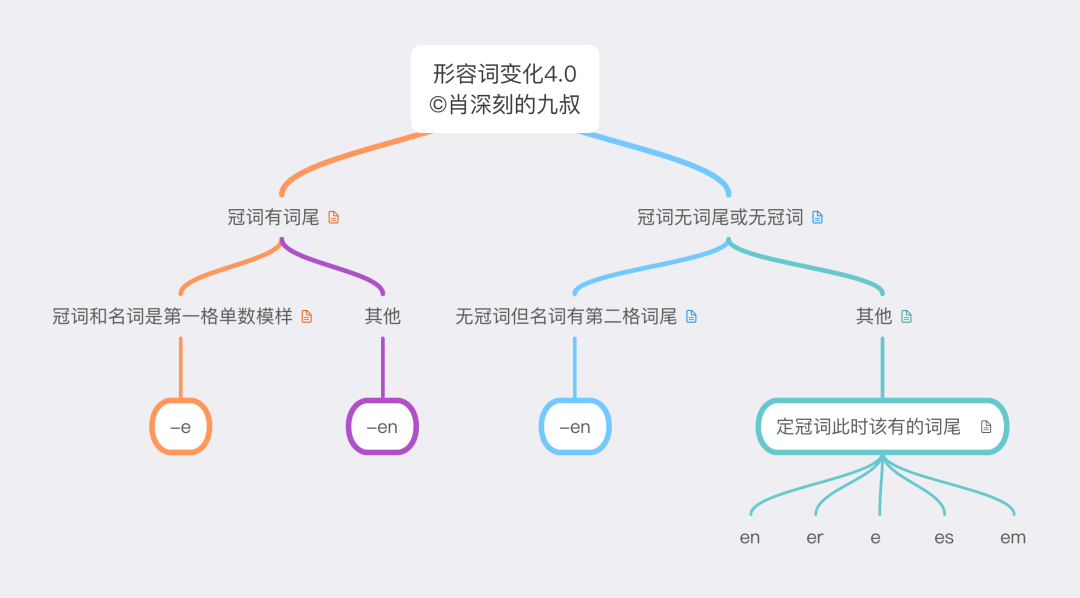 形容词变化4.0
©肖深刻的九叔
冠词有词尾
冠词无词尾或无冠词
冠词和名词是第一格单数模样
其他
无冠词但名词有第二格词尾
其他
–e
–en
–en
定冠词此时该有的词尾
en
er
e
es
em